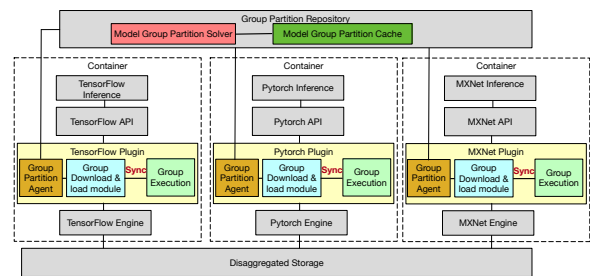 Group Partition Repository
Model Group Partition Solver
Model Group Partition Cache
Container
TensorFlow
Inference
TensorFlow API
TensorFlow Plugin
Group
Partition
Agent
Group
Download &
load module
Sync
Group
Execution
TensorFlow Engine
Container
Pytorch Inference
Pytorch API
Pytorch Plugin
Group
Partition
Agent
Group
Download &
load module
Sync
Group
Execution
Pytorch Engine
Container
MXNet Inference
MXNet API
MXNet Plugin
Group
Partition
Agent
Group
Download &
load module
Sync
Group
Execution
MXNet Engine
Disaggregated Storage